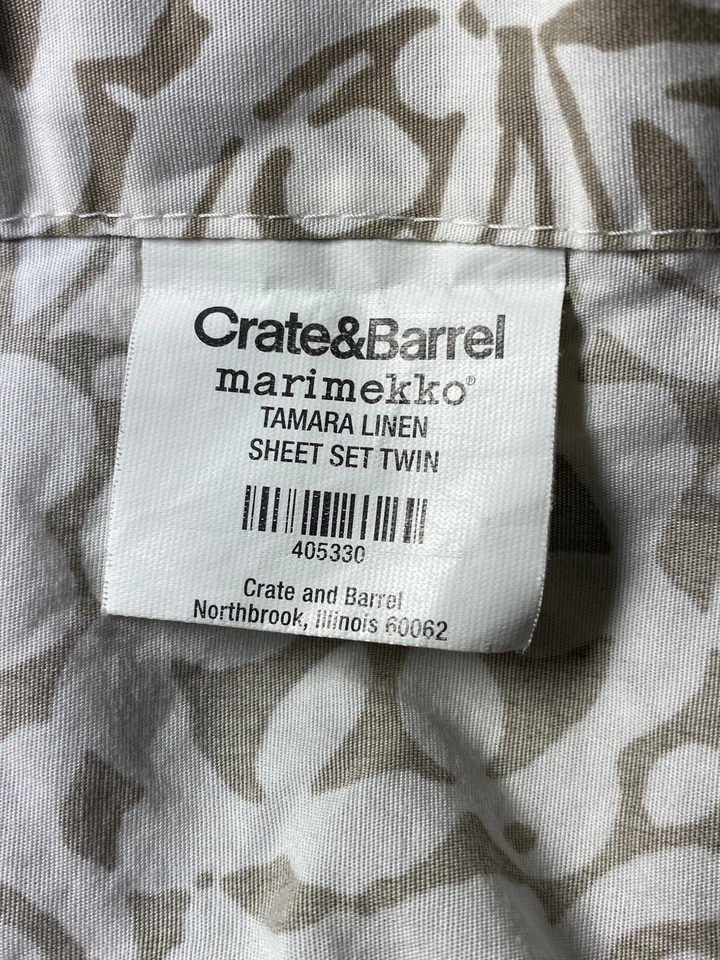 Crate&Barrel
marimekko®
TAMARA LINEN
SHEET SET TWIN
405330
Crate and Barrel
Northbrook, Illinois 60062